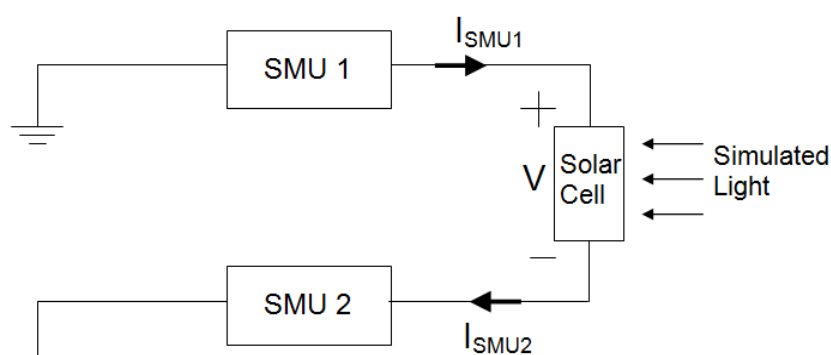 I_SMU1
SMU 1
+
V
Solar
Cell
Simulated
Light
−
SMU 2
I_SMU2